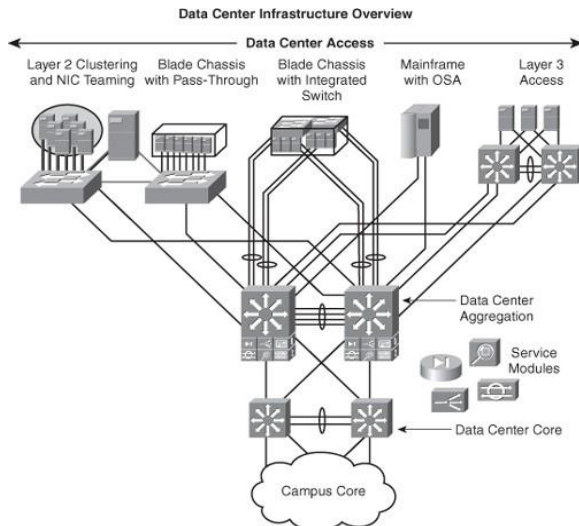 Data Center Infrastructure Overview
Data Center Access
Layer 2 Clustering
and NIC Teaming
Blade Chassis
with Pass-Through
Blade Chassis
with Integrated
Switch
Mainframe
with OSA
Layer 3
Access
Data Center
Aggregation
Service
Modules
Data Center Core
Campus Core